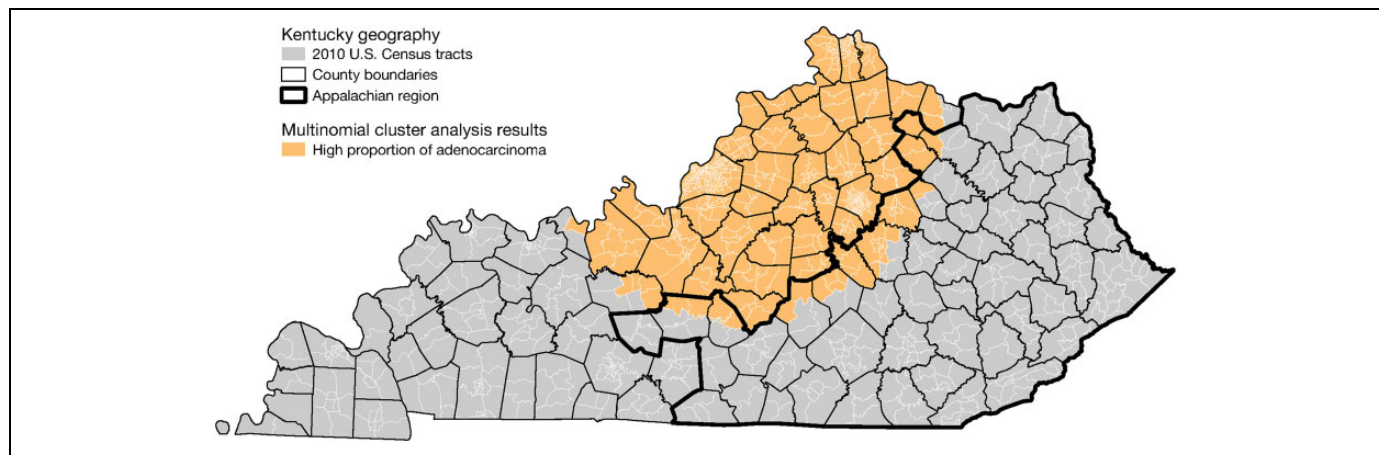 Kentucky geography
2010 U.S. Census tracts
County boundaries
Appalachian region
Multinomial cluster analysis results
High proportion of adenocarcinoma